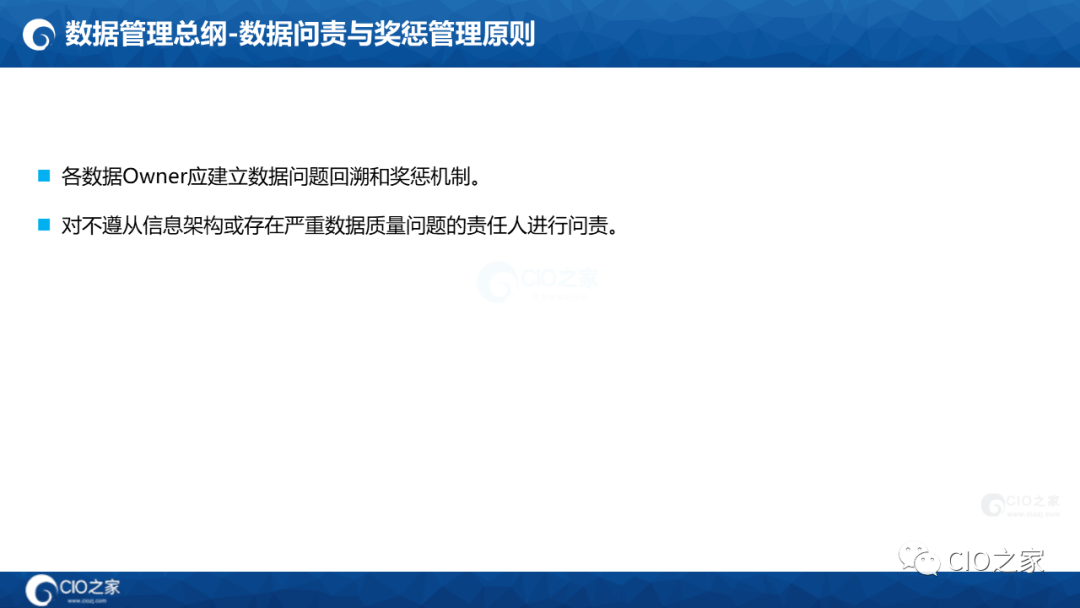 数据管理总纲-数据问责与奖惩管理原则
各数据Owner应建立数据问题回溯和奖惩机制。
对不遵从信息架构或存在严重数据质量问题的责任人进行问责。
CIO之家
CIO之家
www.ciozj.com
CIO之家
CIO之家
www.ciozj.com